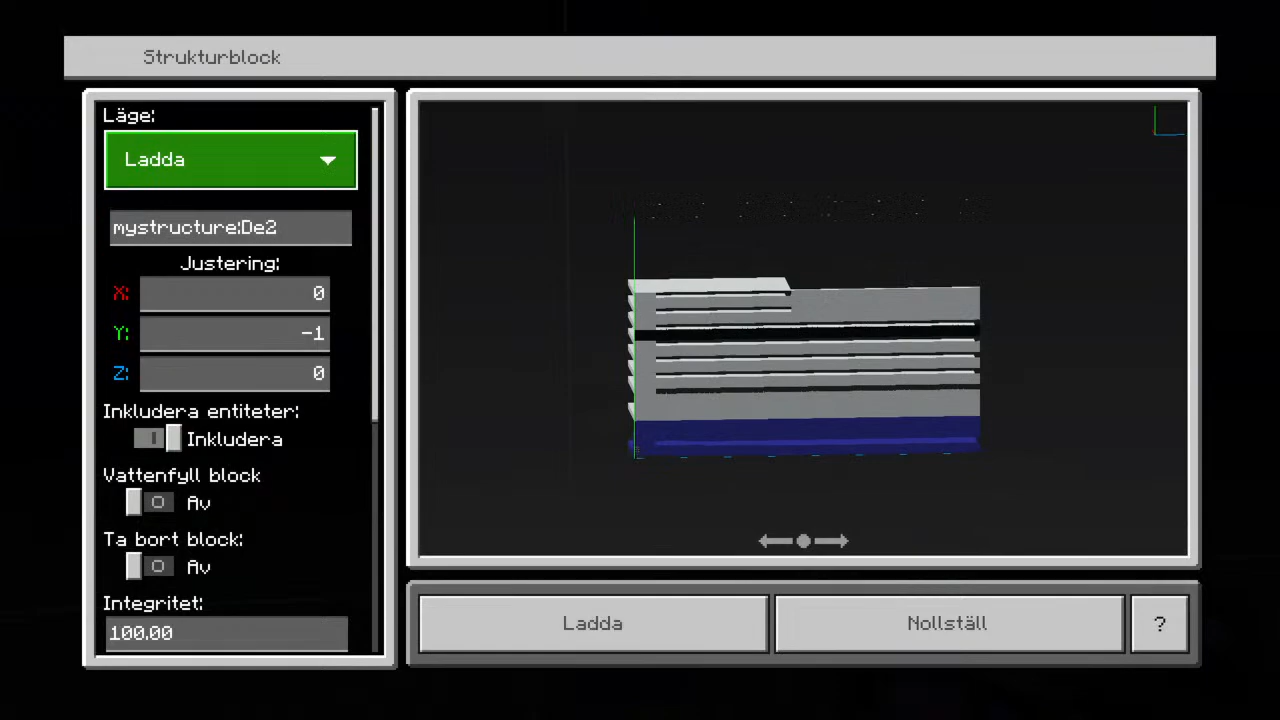 Strukturblock
Läge:
Ladda
mystructure:De2
Justering:
X: 0
Y: -1
Z: 0
Inkludera entiteter:
Inkludera
Vattenfyll block
Av
Ta bort block:
Av
Integritet:
100.00
Ladda
Nollställ
?